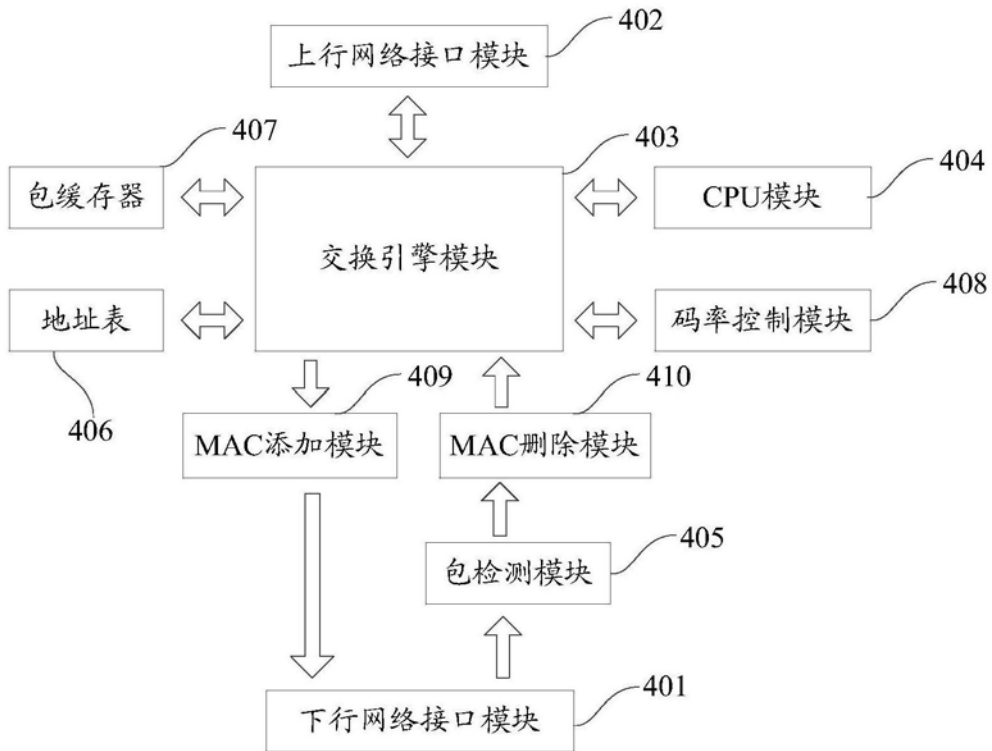 402
上行网络接口模块
407
403
404
包缓存器
CPU模块
交换引擎模块
408
地址表
码率控制模块
409
410
406
MAC添加模块
MAC删除模块
405
包检测模块
401
下行网络接口模块